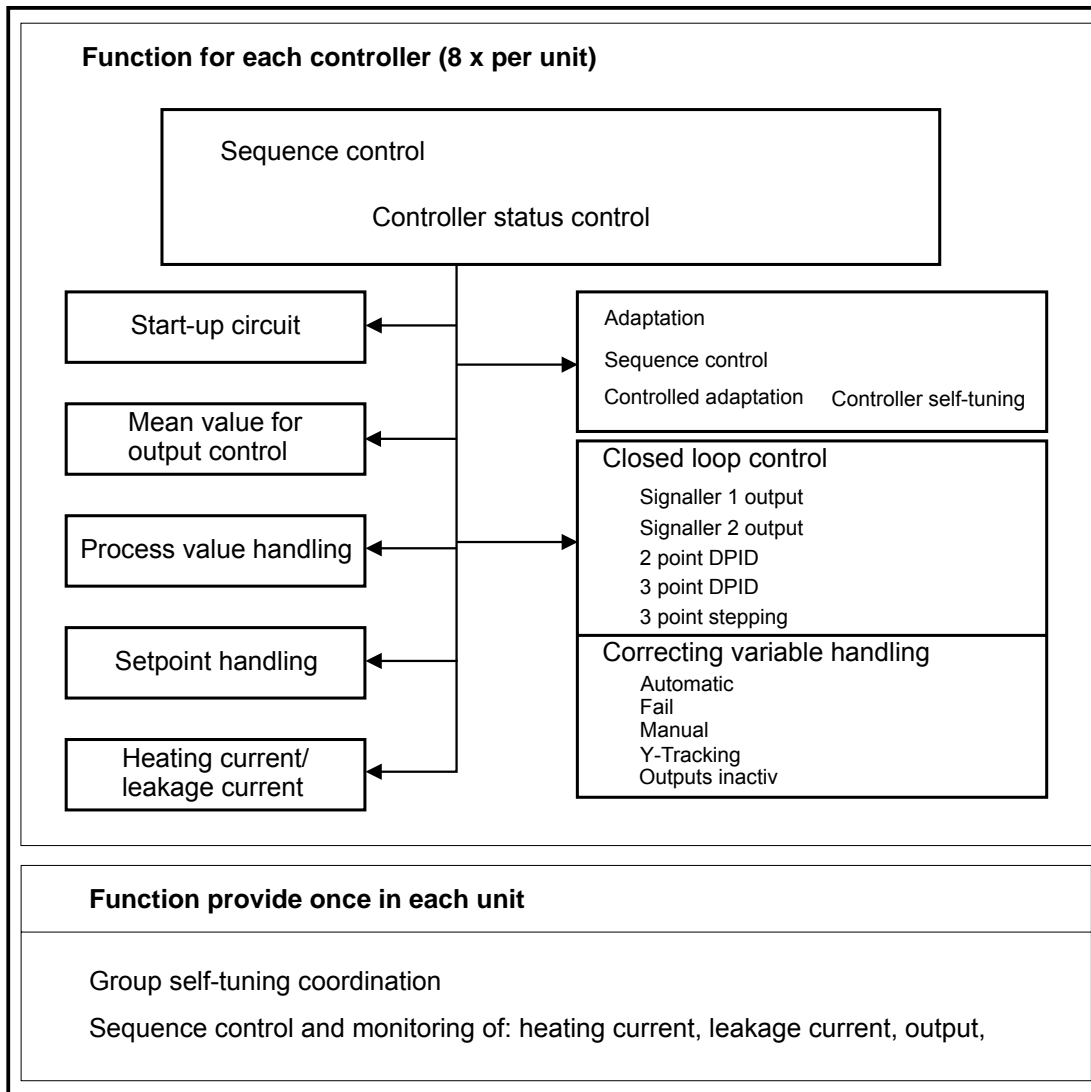 Function for each controller (8 x per unit)
Sequence control
Controller status control
Start-up circuit
Mean value for
output control
Process value handling
Setpoint handling
Heating current/
leakage current
Adaptation
Sequence control
Controlled adaptation Controller self-tuning
Closed loop control
Signaller 1 output
Signaller 2 output
2 point DPID
3 point DPID
3 point stepping
Correcting variable handling
Automatic
Fail
Manual
Y-Tracking
Outputs inactiv
Function provide once in each unit
Group self-tuning coordination
Sequence control and monitoring of: heating current, leakage current, output,